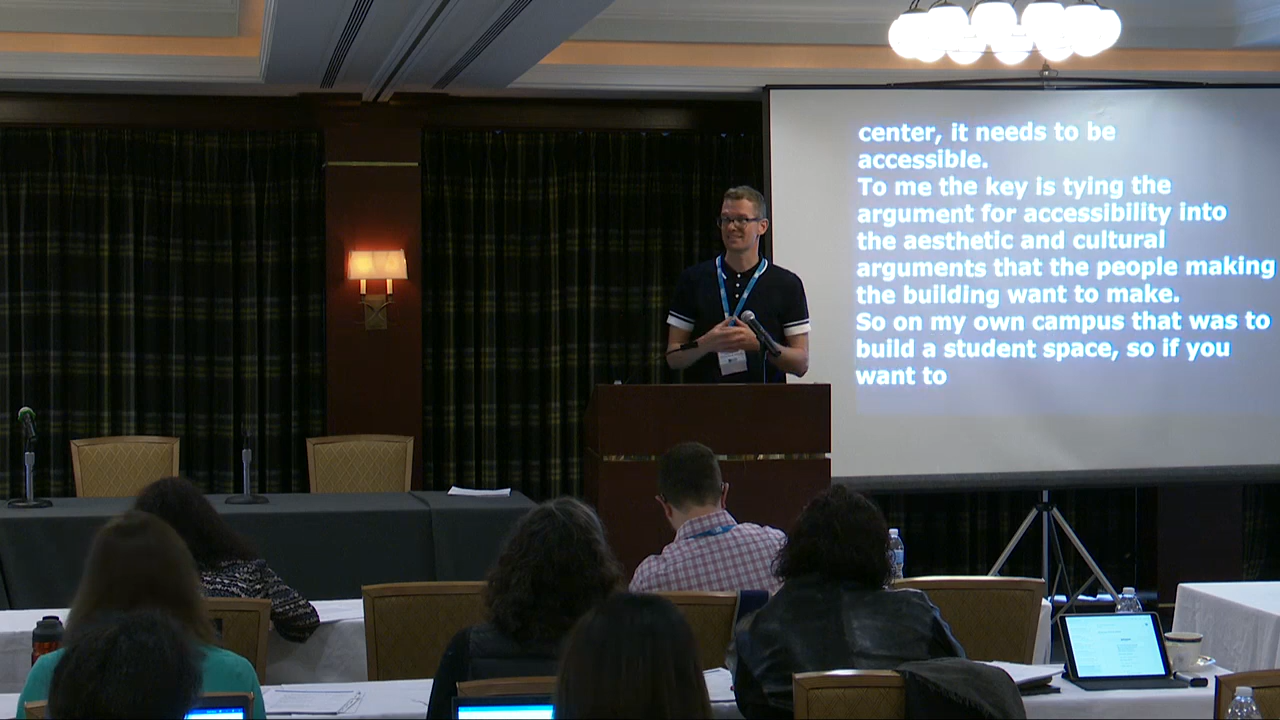 center, it needs to be
accessible.
To me the key is tying the
argument for accessibility into
the aesthetic and cultural
arguments that the people making
the building want to make.
So on my own campus that was to
build a student space, so if you
want to